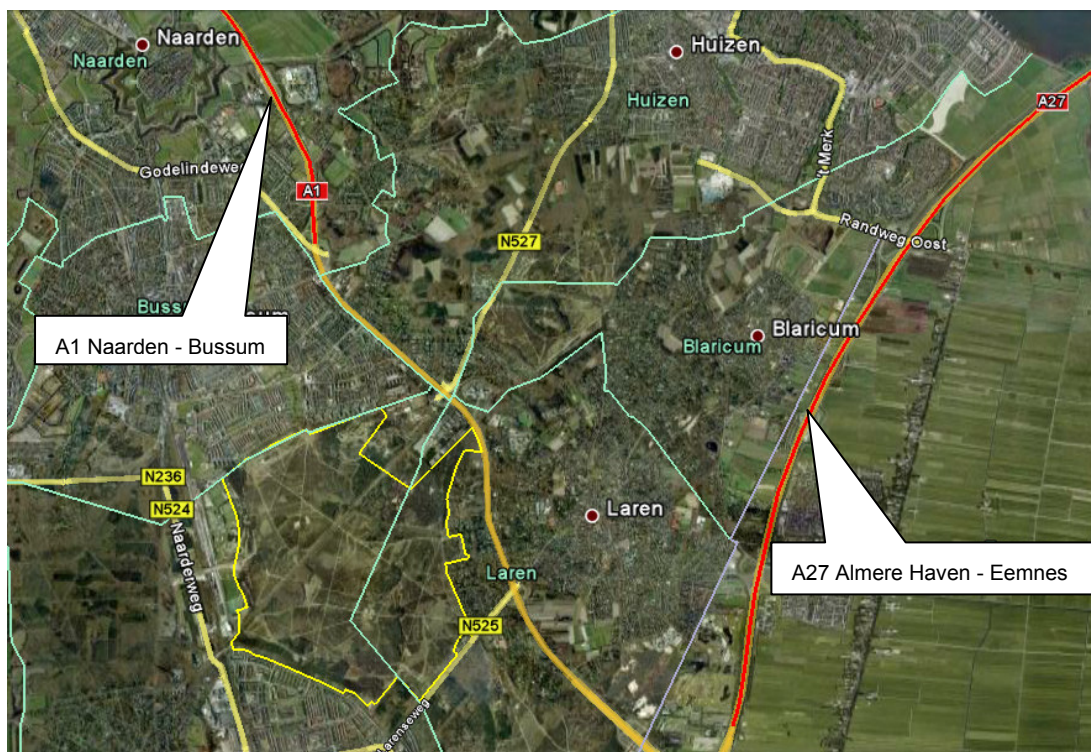 Naarden
Naarden
Huizen
Huizen
A27
't Merk
Godelindeweg
A1
Randweg Oost
N527
Bussum
Blaricum
Blaricum
A1 Naarden - Bussum
N236
N524
Laren
Naarderweg
A27 Almere Haven - Eemnes
Laren
N525